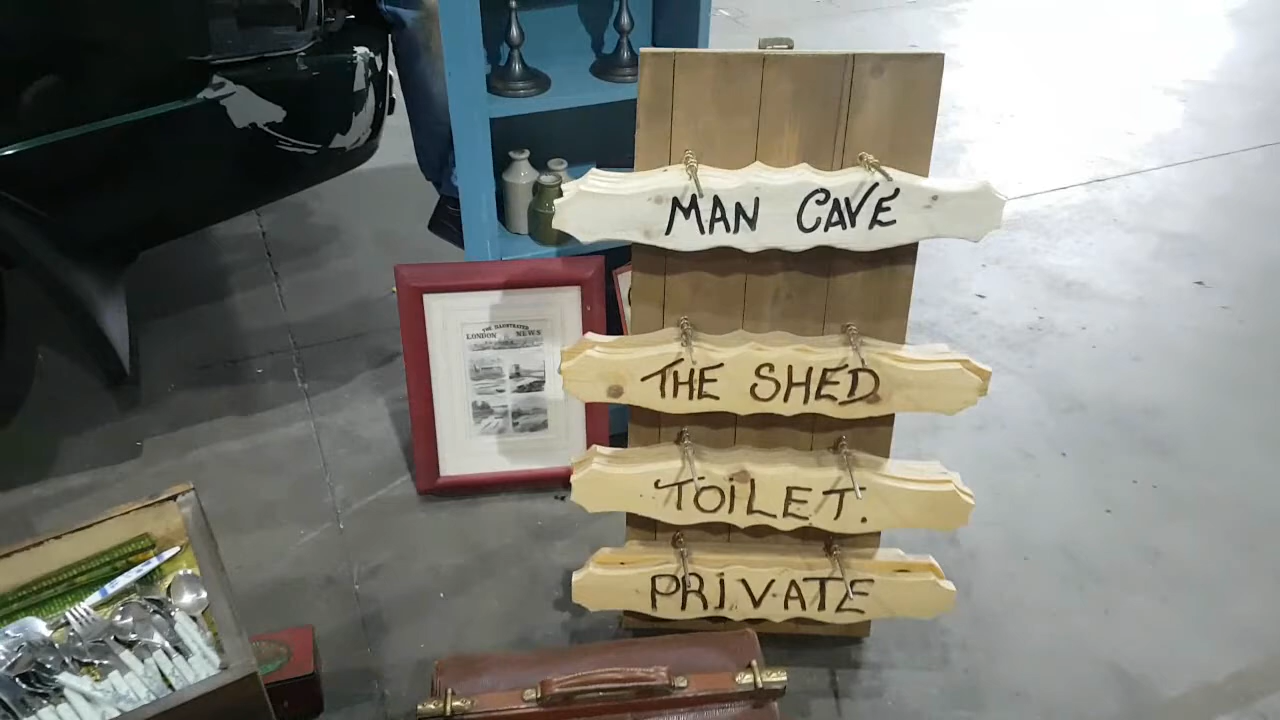 MAN CAVE
THE ILLUSTRATED
LONDON NEWS
THE SHED
TOiLET.
PRiVATE